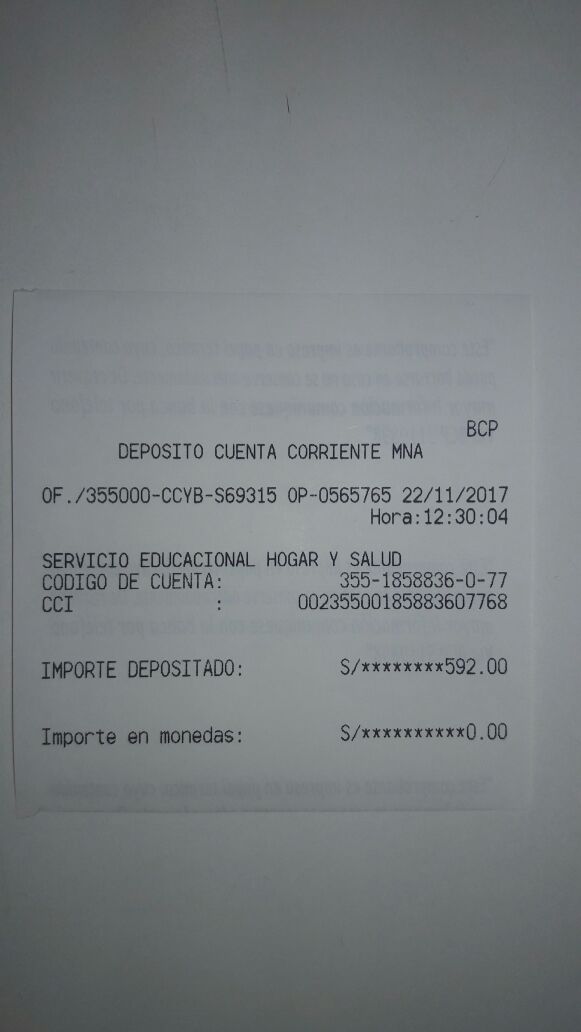 BCP
DEPOSITO CUENTA CORRIENTE MNA
OF./355000-CCYB-S69315 OP-0565765 22/11/2017
Hora:12:30:04
SERVICIO EDUCACIONAL HOGAR Y SALUD
CODIGO DE CUENTA: 355-1858836-0-77
CCI : 00235500185883607768
IMPORTE DEPOSITADO: S/********592.00
Importe en monedas: S/**********0.00